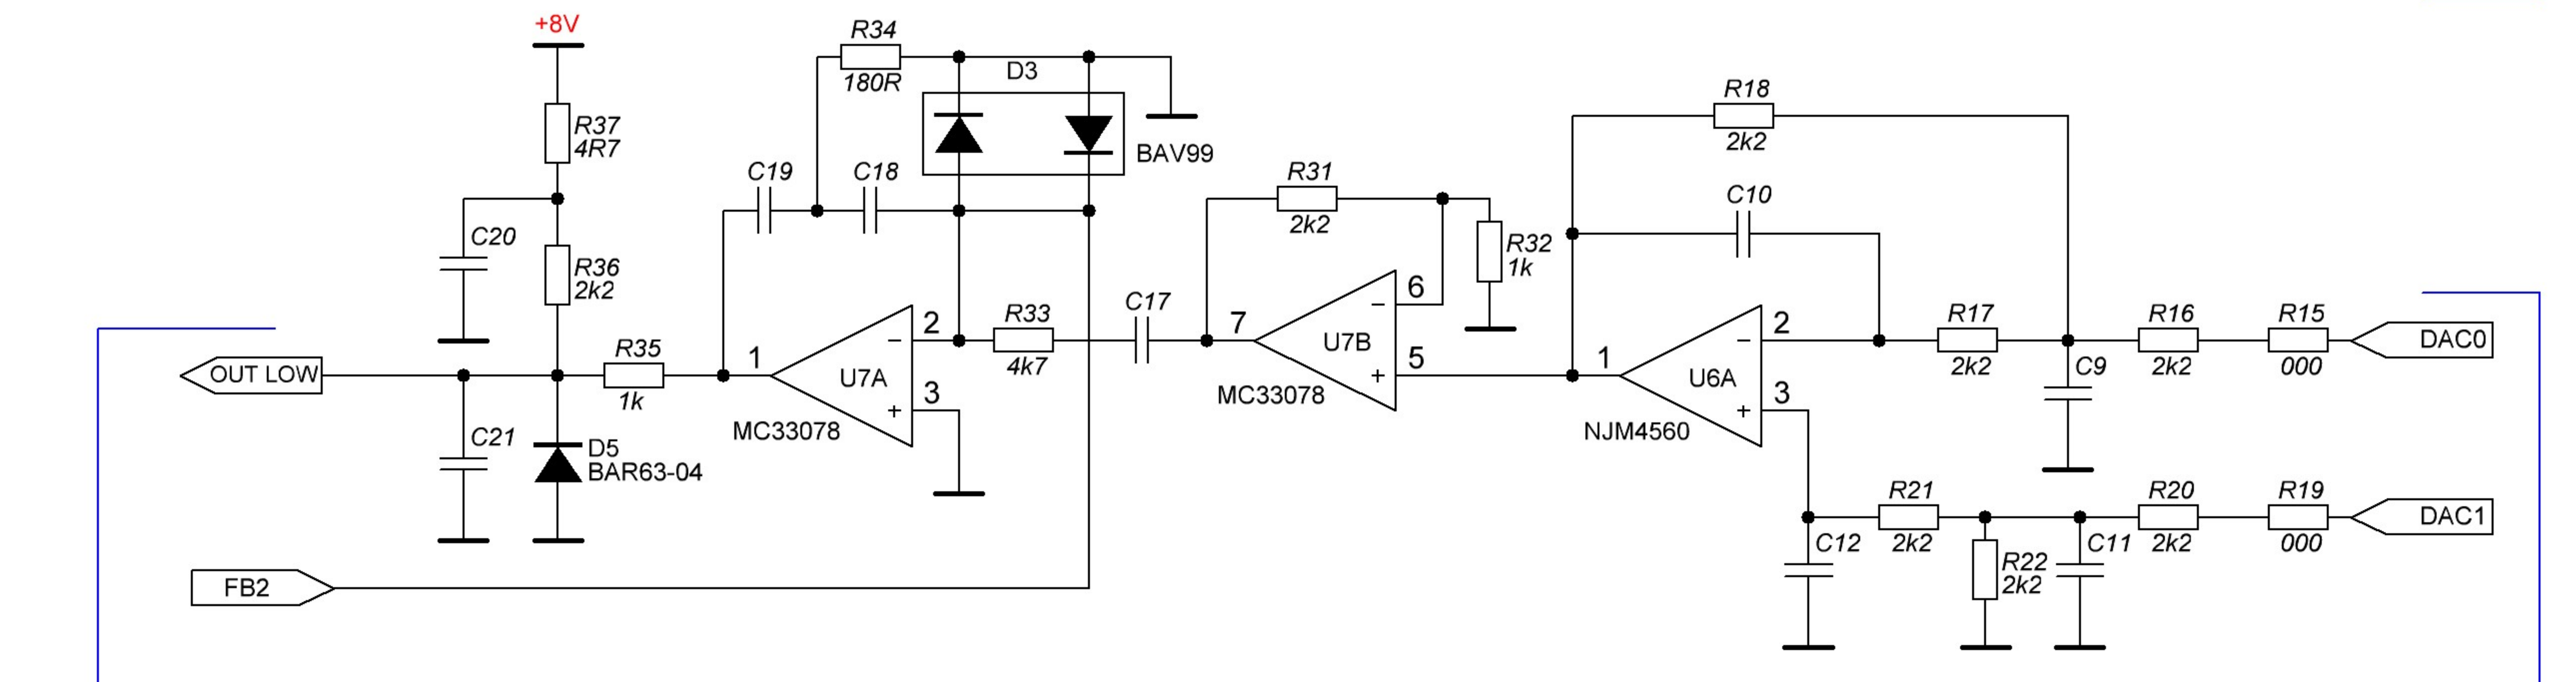 +8V
R37
4R7
C20
R36
2k2
OUT LOW
R35
1k
C21
D5
BAR63-04
FB2
R34
180R
D3
BAV99
C19
C18
1
2
3
−
+
U7A
MC33078
R33
4k7
C17
R31
2k2
R32
1k
7
6
5
−
+
U7B
MC33078
R18
2k2
C10
1
2
3
−
+
U6A
NJM4560
R17
2k2
C9
R16
2k2
R15
000
DAC0
C12
R21
2k2
R22
2k2
C11
R20
2k2
R19
000
DAC1